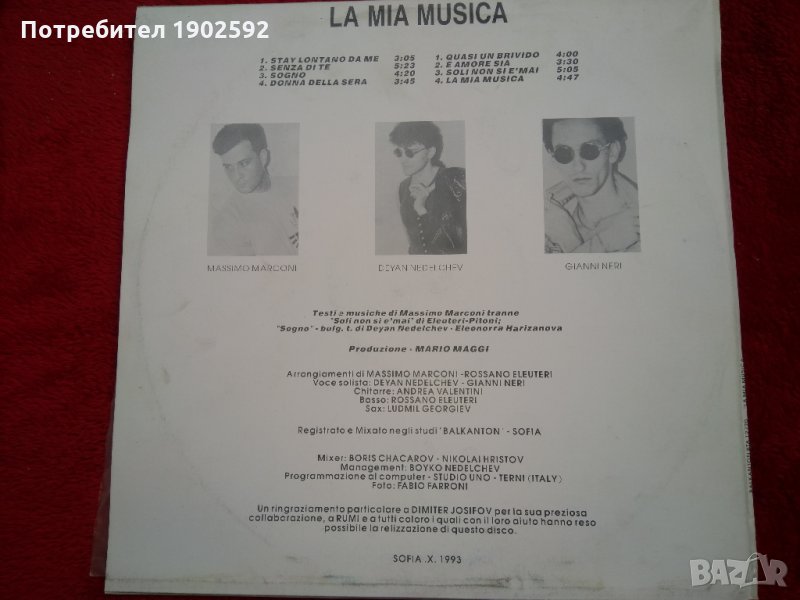 Потребител 1902592
LA MIA MUSICA
1. STAY LONTANO DA ME 3:05
2. SENZA DI TE 5:23
3. SOGNO 4:20
4. DONNA DELLA SERA 3:45
1. QUASI UN BRIVIDO 4:00
2. E AMORE SIA 3:30
3. SOLI NON SI E'MAI 5:05
4. LA MIA MUSICA 4:47
MASSIMO MARCONI
DEYAN NEDELCHEV
GIANNI NERI
Testi e musiche di Massimo Marconi tranne
"Soli non si e'mai" di Eleuteri-Pitoni;
"Sogno" - bulg. t. di Deyan Nedelchev - Eleonorra Harizanova
Produzione - MARIO MAGGI
Arrangiamenti di MASSIMO MARCONI -ROSSANO ELEUTERI
Voce solista: DEYAN NEDELCHEV - GIANNI NERI
Chitarre: ANDREA VALENTINI
Basso: ROSSANO ELEUTERI
Sax: LUDMIL GEORGIEV
Registrato e Mixato negli studi "BALKANTON" - SOFIA
Mixer: BORIS CHACAROV - NIKOLAI HRISTOV
Management: BOYKO NEDELCHEV
Programmazione al computer - STUDIO UNO - TERNI (ITALY)
Foto: FABIO FARRONI
Un ringraziamento particolare a DIMITER JOSIFOV per la sua preziosa
collaborazione, a RUMI e a tutti coloro i quali con il loro aiuto hanno reso
possibile la relizzazione di questo disco.
SOFIA .X. 1993
BAZAR